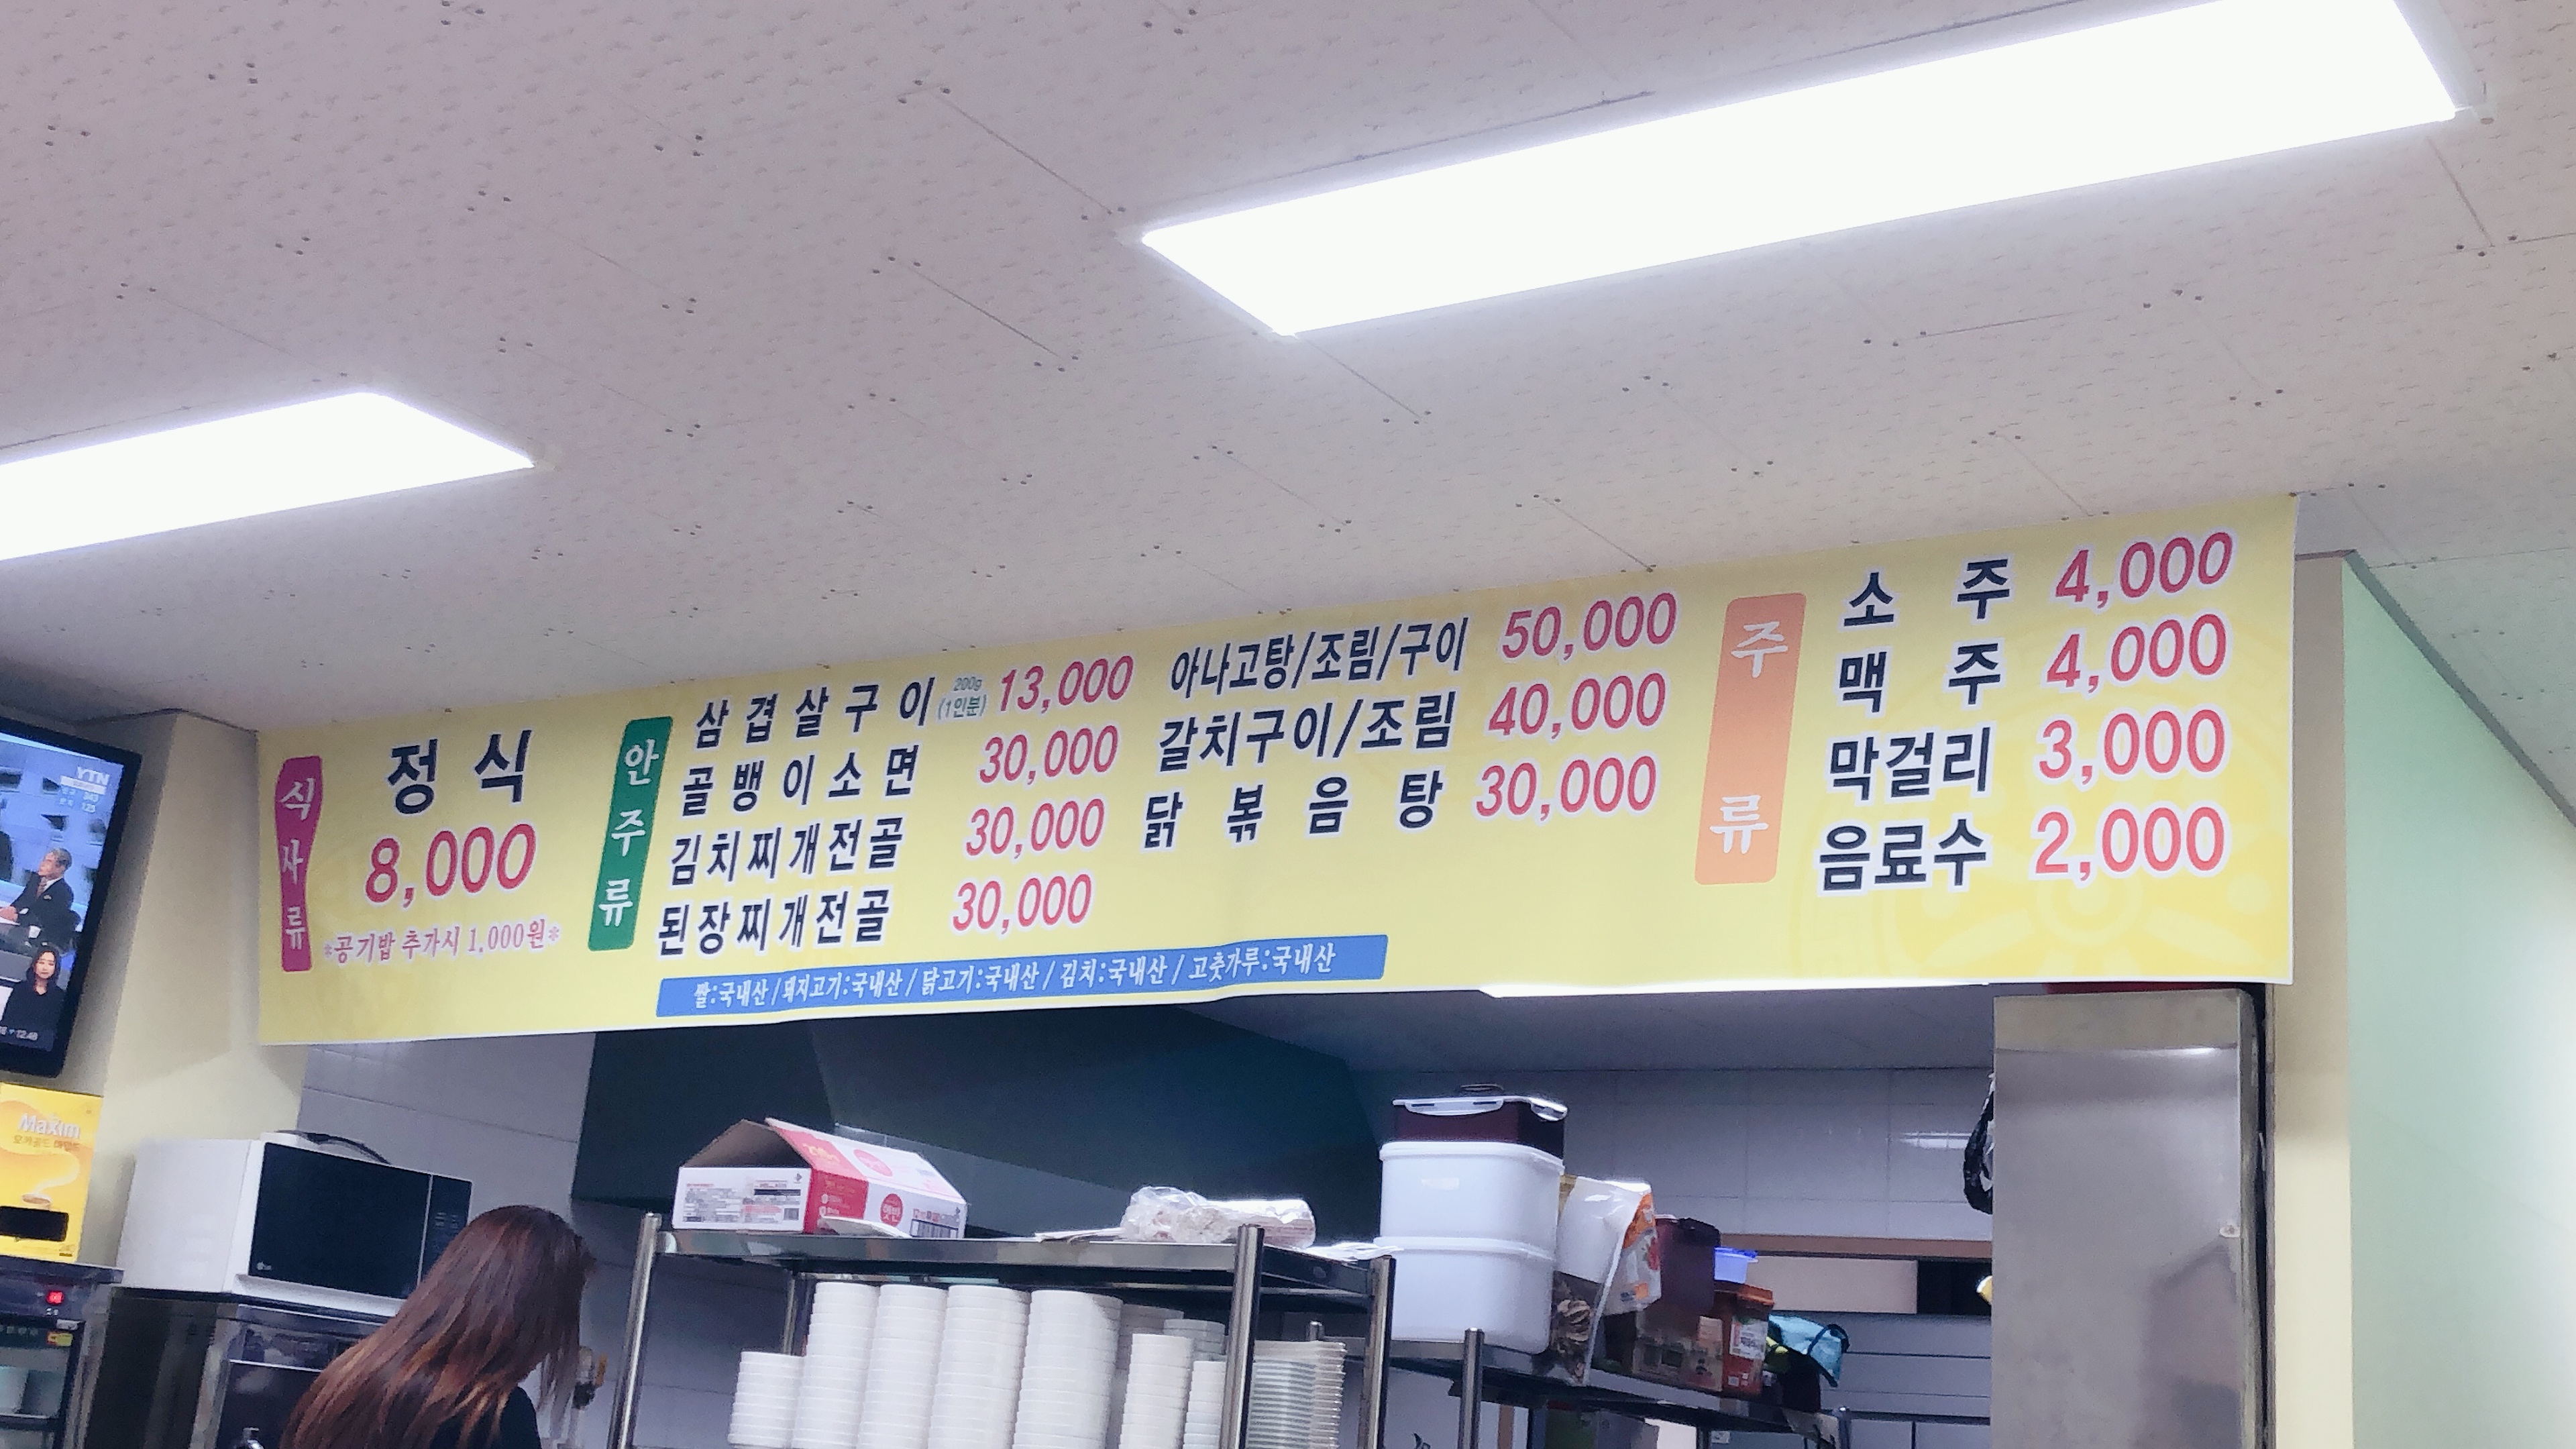 식사류
정식
8,000
*공기밥 추가시 1,000원*
안주류
삼겹살구이 200g (1인분) 13,000
골뱅이소면 30,000
김치찌개전골 30,000
된장찌개전골 30,000
아나고탕/조림/구이 50,000
갈치구이/조림 40,000
닭볶음탕 30,000
쌀:국내산 / 돼지고기:국내산 / 닭고기:국내산 / 김치:국내산 / 고춧가루:국내산
주류
소주 4,000
맥주 4,000
막걸리 3,000
음료수 2,000
YTN
12:48
Maxim
햇반